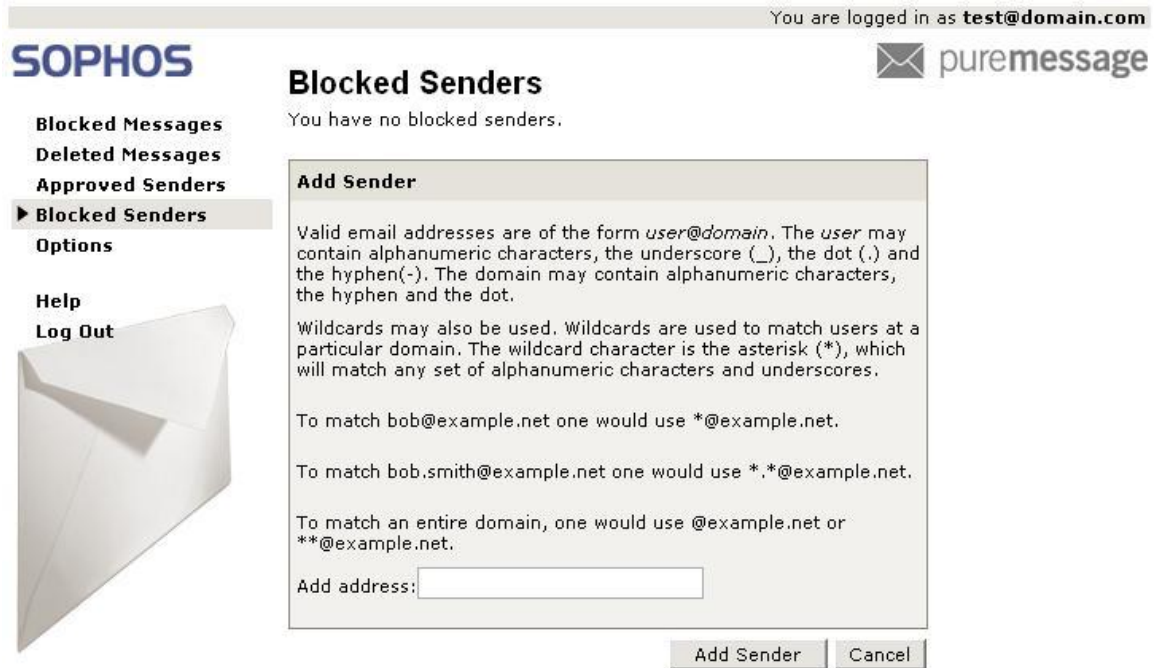 You are logged in as test@domain.com
SOPHOS
puremessage
Blocked Messages
Deleted Messages
Approved Senders
Blocked Senders
Options
Help
Log Out
Blocked Senders
You have no blocked senders.
Add Sender
Valid email addresses are of the form user@domain. The user may
contain alphanumeric characters, the underscore (_), the dot (.) and
the hyphen(-). The domain may contain alphanumeric characters,
the hyphen and the dot.
Wildcards may also be used. Wildcards are used to match users at a
particular domain. The wildcard character is the asterisk (*), which
will match any set of alphanumeric characters and underscores.
To match bob@example.net one would use *@example.net.
To match bob.smith@example.net one would use *.*@example.net.
To match an entire domain, one would use @example.net or
**@example.net.
Add address:
Add Sender
Cancel